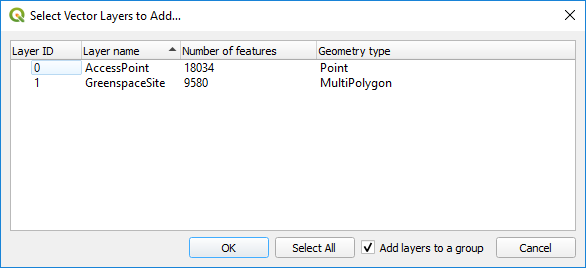 Select Vector Layers to Add...
Layer ID Layer name Number of features Geometry type
0 AccessPoint 18034 Point
1 GreenspaceSite 9580 MultiPolygon
OK Select All Add layers to a group Cancel